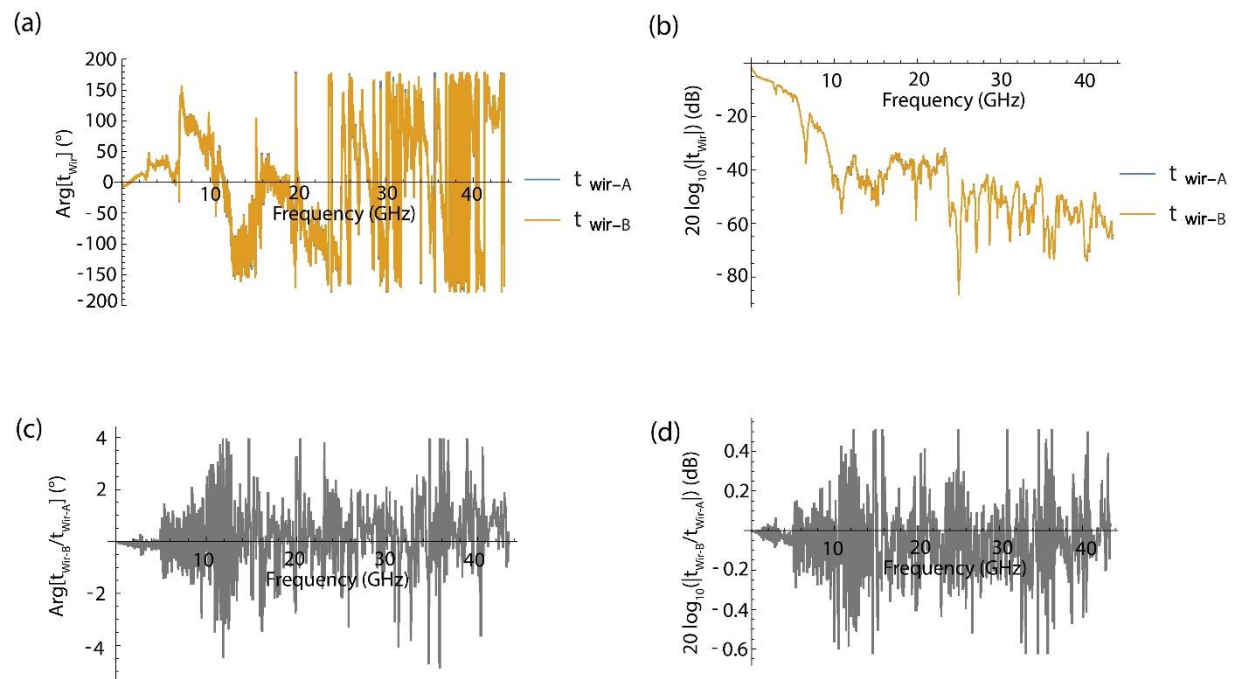 (a)
200
150
100
50
0
-50
-100
-150
-200
Arg[t_Wir] (°)
10 20 30 40
Frequency (GHz)
t wir-A
t wir-B
(b)
10 20 30 40
Frequency (GHz)
-20
-40
-60
-80
20 log₁₀(|t_Wir|) (dB)
t wir-A
t wir-B
(c)
4
2
-2
-4
Arg[t_Wir-B/t_Wir-A] (°)
10 20 30 40
Frequency (GHz)
(d)
0.4
0.2
-0.2
-0.4
-0.6
20 log₁₀(|t_Wir-B/t_Wir-A|) (dB)
10 20 30 40
Frequency (GHz)